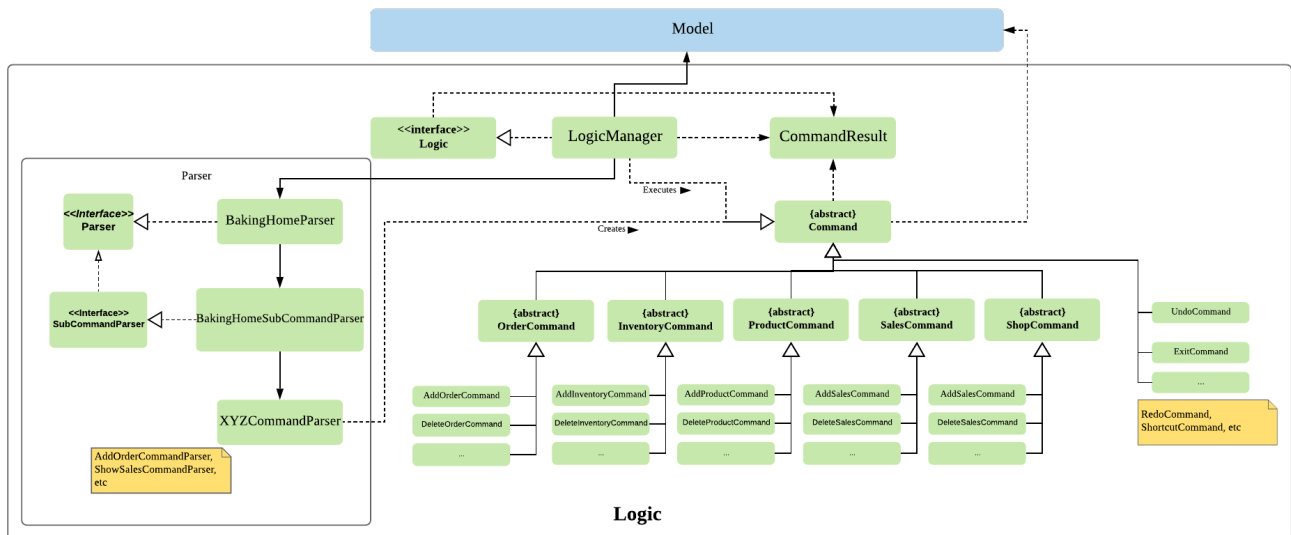 Model
<<interface>>
Logic
LogicManager
CommandResult
Parser
Executes
<<Interface>>
Parser
BakingHomeParser
{abstract}
Command
Creates
<<Interface>>
SubCommandParser
BakingHomeSubCommandParser
{abstract}
OrderCommand
{abstract}
InventoryCommand
{abstract}
ProductCommand
{abstract}
SalesCommand
{abstract}
ShopCommand
UndoCommand
ExitCommand
...
XYZCommandParser
AddOrderCommand
AddInventoryCommand
AddProductCommand
AddSalesCommand
AddSalesCommand
DeleteOrderCommand
DeleteInventoryCommand
DeleteProductCommand
DeleteSalesCommand
DeleteSalesCommand
...
...
...
...
...
RedoCommand,
ShortcutCommand, etc
AddOrderCommandParser,
ShowSalesCommandParser,
etc
Logic